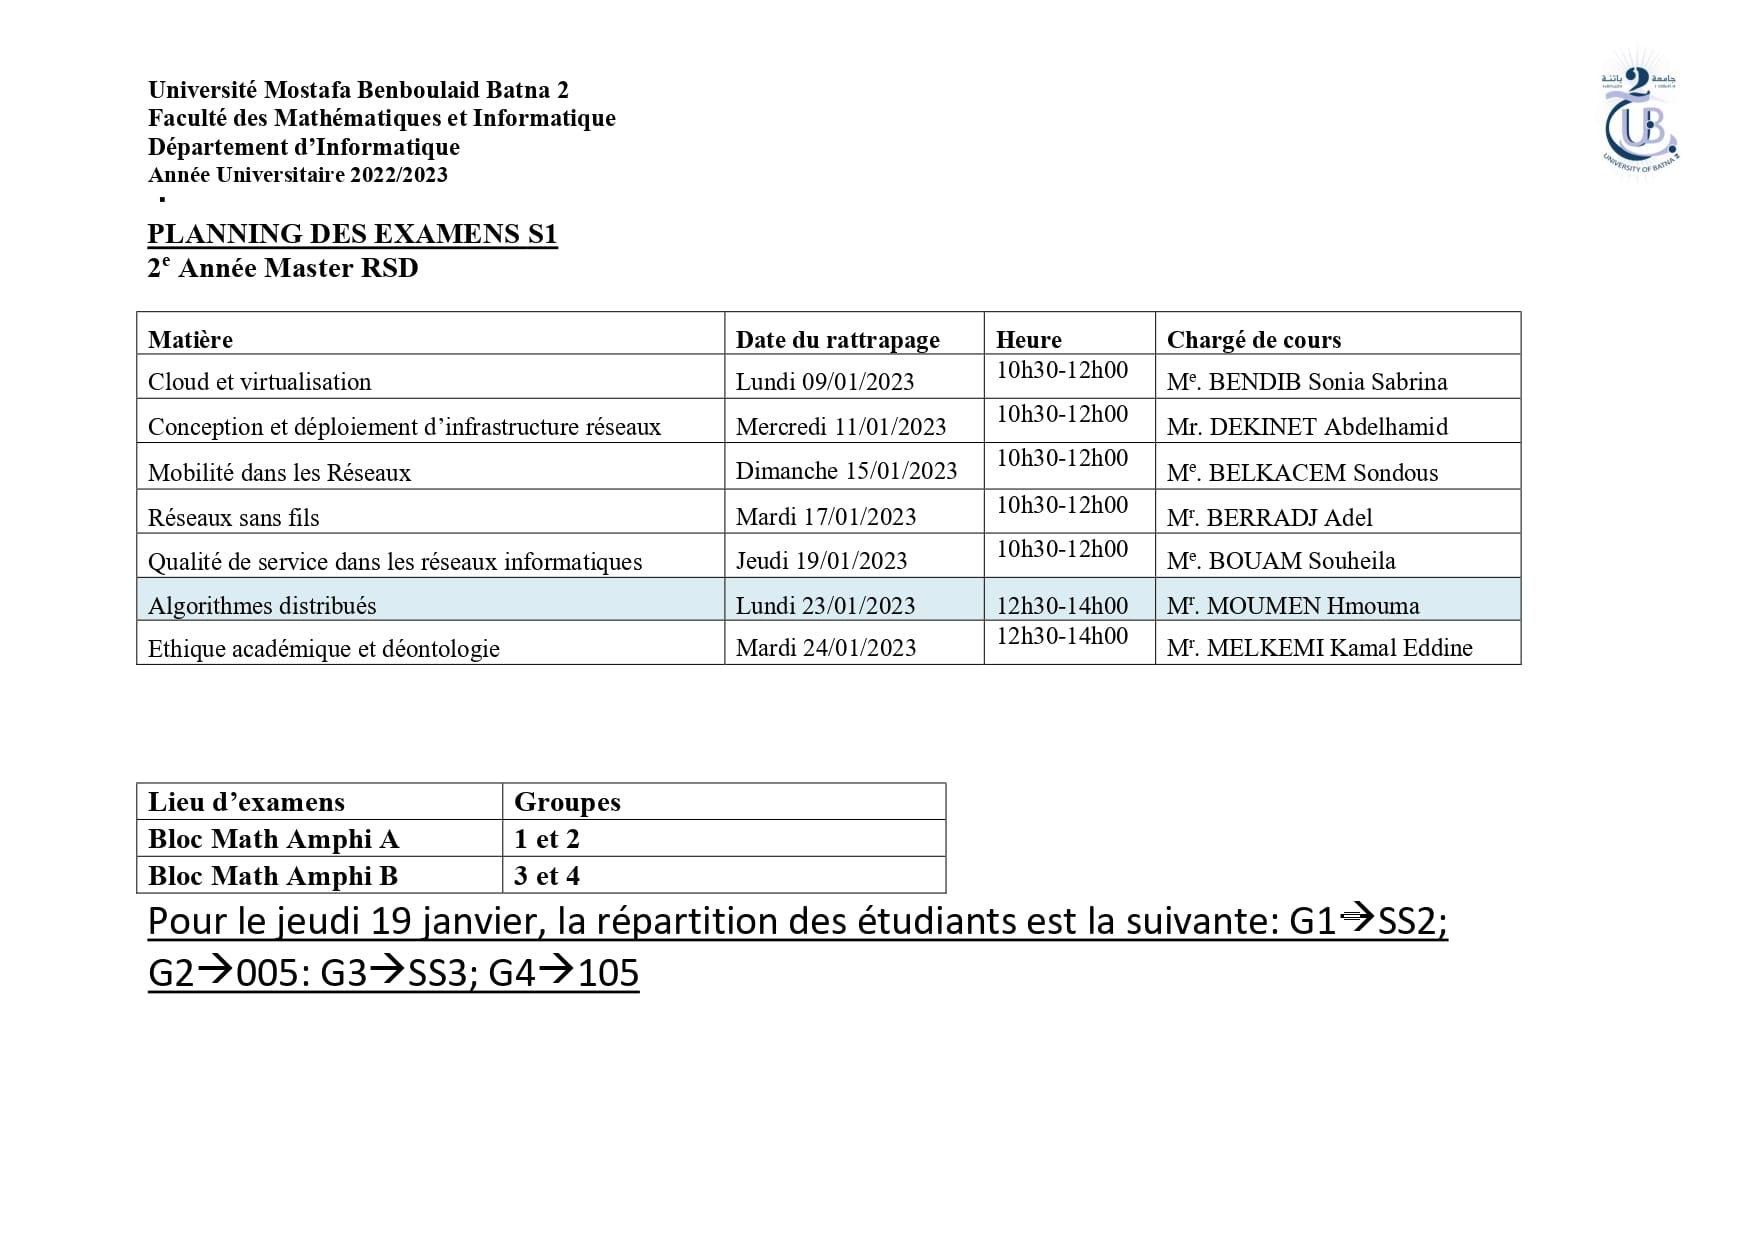 Université Mostafa Benboulaid Batna 2
Faculté des Mathématiques et Informatique
Département d’Informatique
Année Universitaire 2022/2023
جامعة باتنة 2
UB
UNIVERSITY OF BATNA 2
PLANNING DES EXAMENS S1
2e Année Master RSD
Matière Date du rattrapage Heure Chargé de cours
Cloud et virtualisation Lundi 09/01/2023 10h30-12h00 Me. BENDIB Sonia Sabrina
Conception et déploiement d’infrastructure réseaux Mercredi 11/01/2023 10h30-12h00 Mr. DEKINET Abdelhamid
Mobilité dans les Réseaux Dimanche 15/01/2023 10h30-12h00 Me. BELKACEM Sondous
Réseaux sans fils Mardi 17/01/2023 10h30-12h00 Mr. BERRADJ Adel
Qualité de service dans les réseaux informatiques Jeudi 19/01/2023 10h30-12h00 Me. BOUAM Souheila
Algorithmes distribués Lundi 23/01/2023 12h30-14h00 Mr. MOUMEN Hmouma
Ethique académique et déontologie Mardi 24/01/2023 12h30-14h00 Mr. MELKEMI Kamal Eddine
Lieu d’examens Groupes
Bloc Math Amphi A 1 et 2
Bloc Math Amphi B 3 et 4
Pour le jeudi 19 janvier, la répartition des étudiants est la suivante: G1→SS2;
G2→005: G3→SS3; G4→105